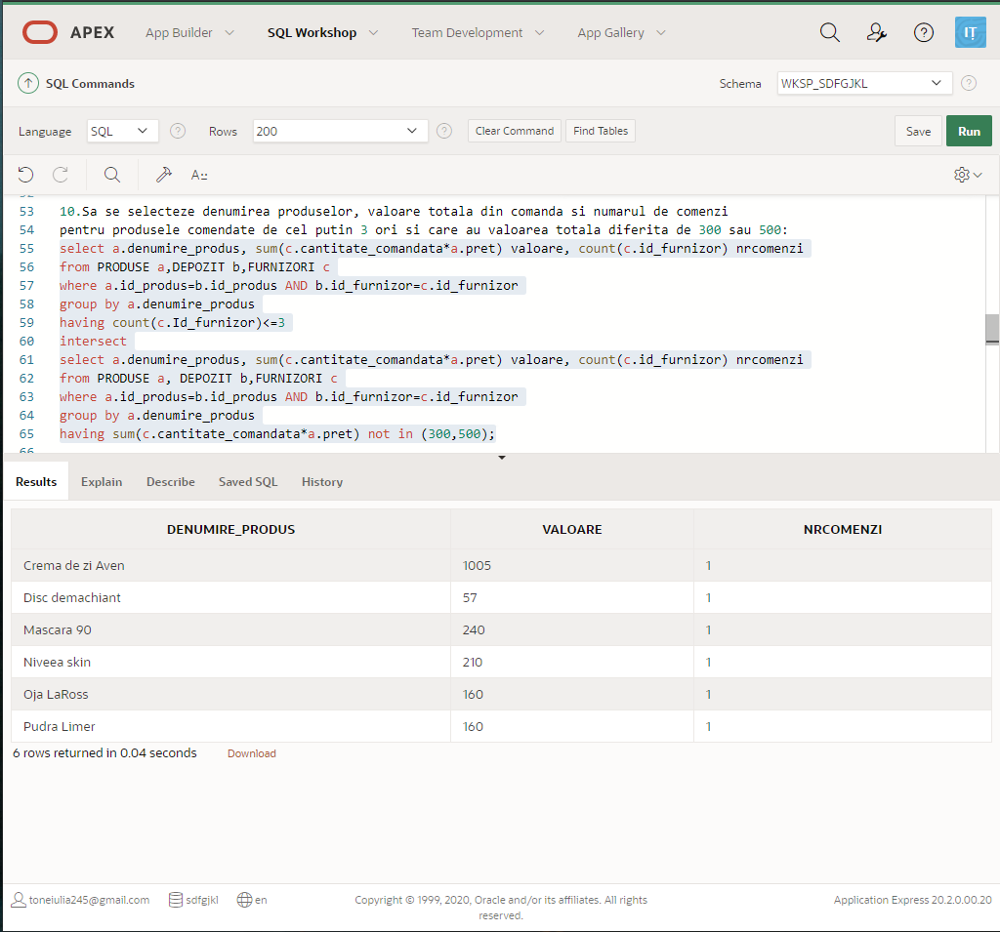 APEX App Builder SQL Workshop Team Development App Gallery IT
SQL Commands Schema WKSP_SDFGJKL
Language SQL Rows 200 Clear Command Find Tables Save Run
A::
53 10.Sa se selecteze denumirea produselor, valoare totala din comanda si numarul de comenzi
54 pentru produsele comendate de cel putin 3 ori si care au valoarea totala diferita de 300 sau 500:
55 select a.denumire_produs, sum(c.cantitate_comandata*a.pret) valoare, count(c.id_furnizor) nrcomenzi
56 from PRODUSE a,DEPOZIT b,FURNIZORI c
57 where a.id_produs=b.id_produs AND b.id_furnizor=c.id_furnizor
58 group by a.denumire_produs
59 having count(c.Id_furnizor)<=3
60 intersect
61 select a.denumire_produs, sum(c.cantitate_comandata*a.pret) valoare, count(c.id_furnizor) nrcomenzi
62 from PRODUSE a, DEPOZIT b,FURNIZORI c
63 where a.id_produs=b.id_produs AND b.id_furnizor=c.id_furnizor
64 group by a.denumire_produs
65 having sum(c.cantitate_comandata*a.pret) not in (300,500);
Results Explain Describe Saved SQL History
DENUMIRE_PRODUS VALOARE NRCOMENZI
Crema de zi Aven 1005 1
Disc demachiant 57 1
Mascara 90 240 1
Niveea skin 210 1
Oja LaRoss 160 1
Pudra Limer 160 1
6 rows returned in 0.04 seconds Download
toneiulia245@gmail.com sdfgjkl en Copyright © 1999, 2020, Oracle and/or its affiliates. All rights reserved. Application Express 20.2.0.00.20